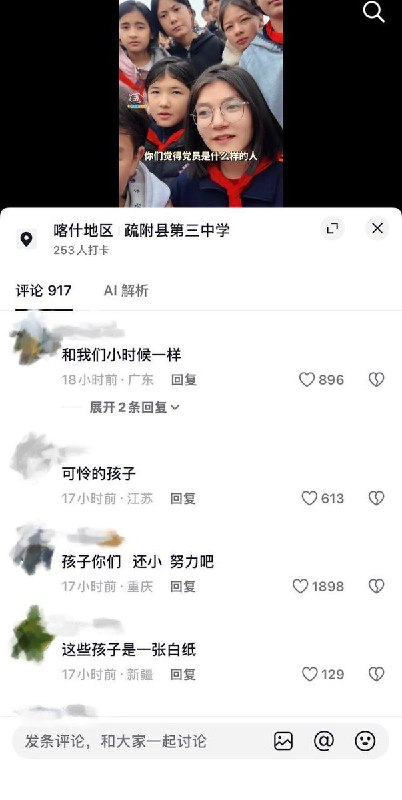 你们觉得党员是什么样的人
喀什地区 | 疏附县第三中学
253人打卡
评论 917
AI 解析
和我们小时候一样
18小时前 · 广东 回复
896
展开2条回复
可怜的孩子
17小时前 · 江苏 回复
613
孩子你们 还小 努力吧
17小时前 · 重庆 回复
1898
这些孩子是一张白纸
17小时前 · 新疆 回复
129
发条评论，和大家一起讨论